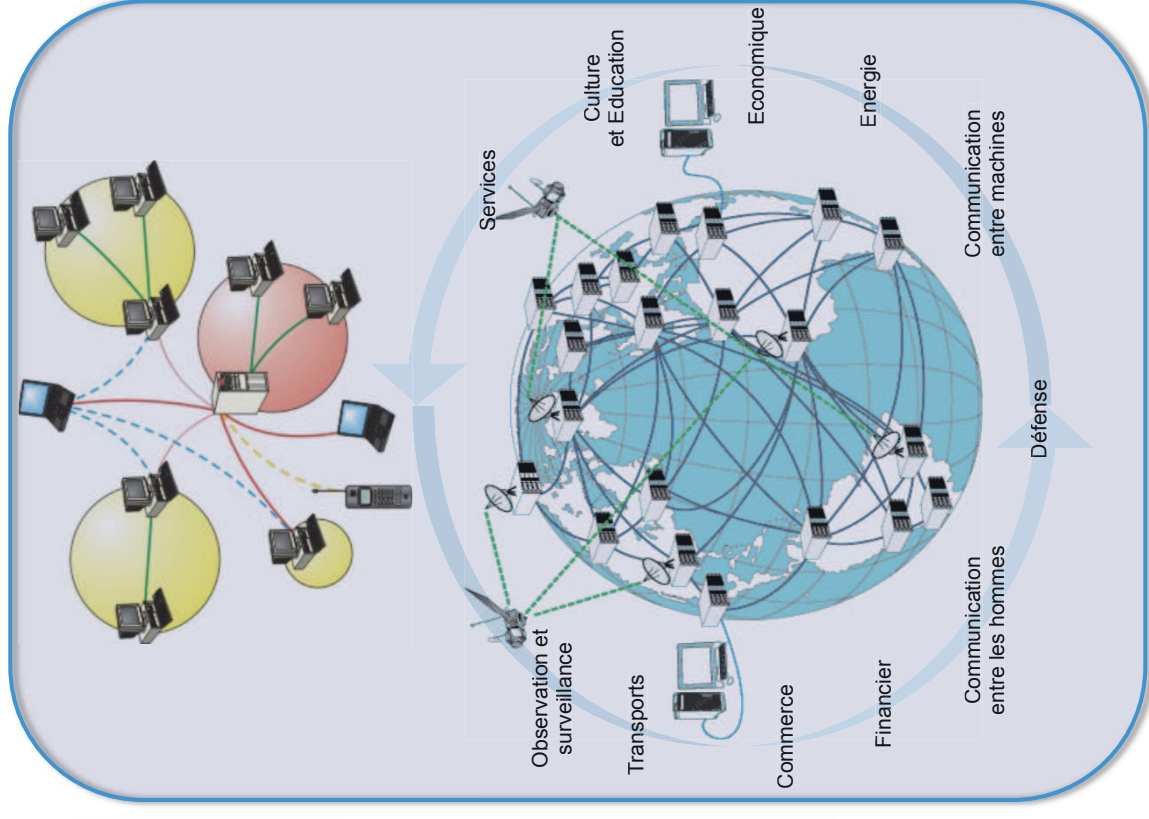 Services
Culture
et Education
Economique
Energie
Communication
entre machines
Défense
Communication
entre les hommes
Financier
Commerce
Transports
Observation et
surveillance